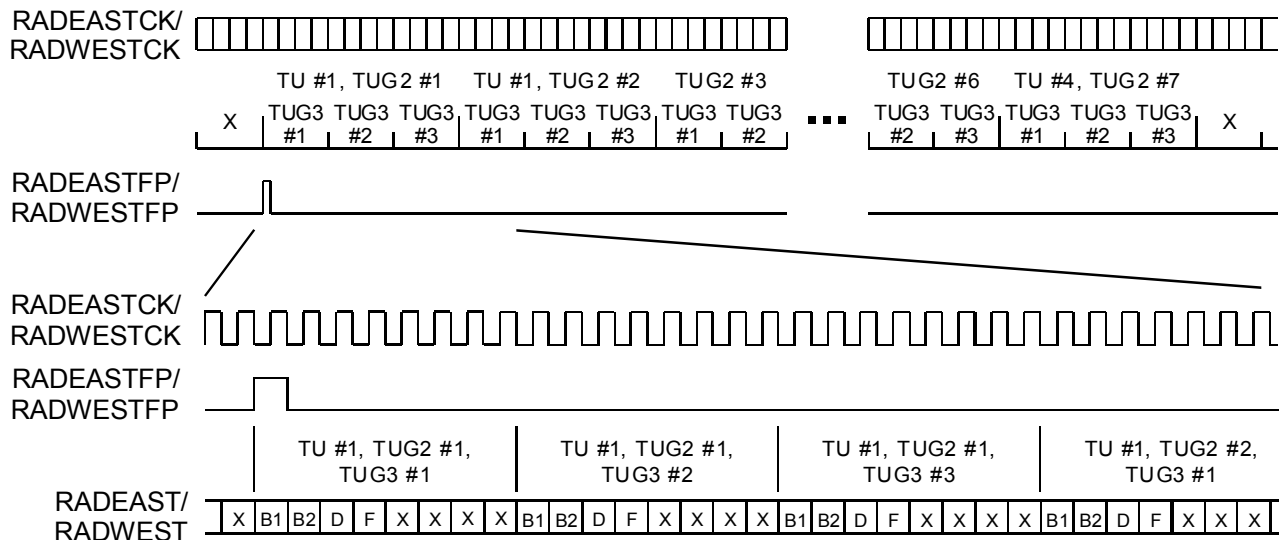 RADEASTCK/
RADWESTCK
TU #1, TUG2 #1 TU #1, TUG2 #2 TUG2 #3 TUG2 #6 TU #4, TUG2 #7
X TUG3 #1 TUG3 #2 TUG3 #3 TUG3 #1 TUG3 #2 TUG3 #3 TUG3 #1 TUG3 #2 ... TUG3 #2 TUG3 #3 TUG3 #1 TUG3 #2 TUG3 #3 X
RADEASTFP/
RADWESTFP
RADEASTCK/
RADWESTCK
RADEASTFP/
RADWESTFP
TU #1, TUG2 #1, TU #1, TUG2 #1, TU #1, TUG2 #1, TU #1, TUG2 #2,
TUG3 #1 TUG3 #2 TUG3 #3 TUG3 #1
RADEAST/
RADWEST
X B1 B2 D F X X X X B1 B2 D F X X X X B1 B2 D F X X X X B1 B2 D F X X X